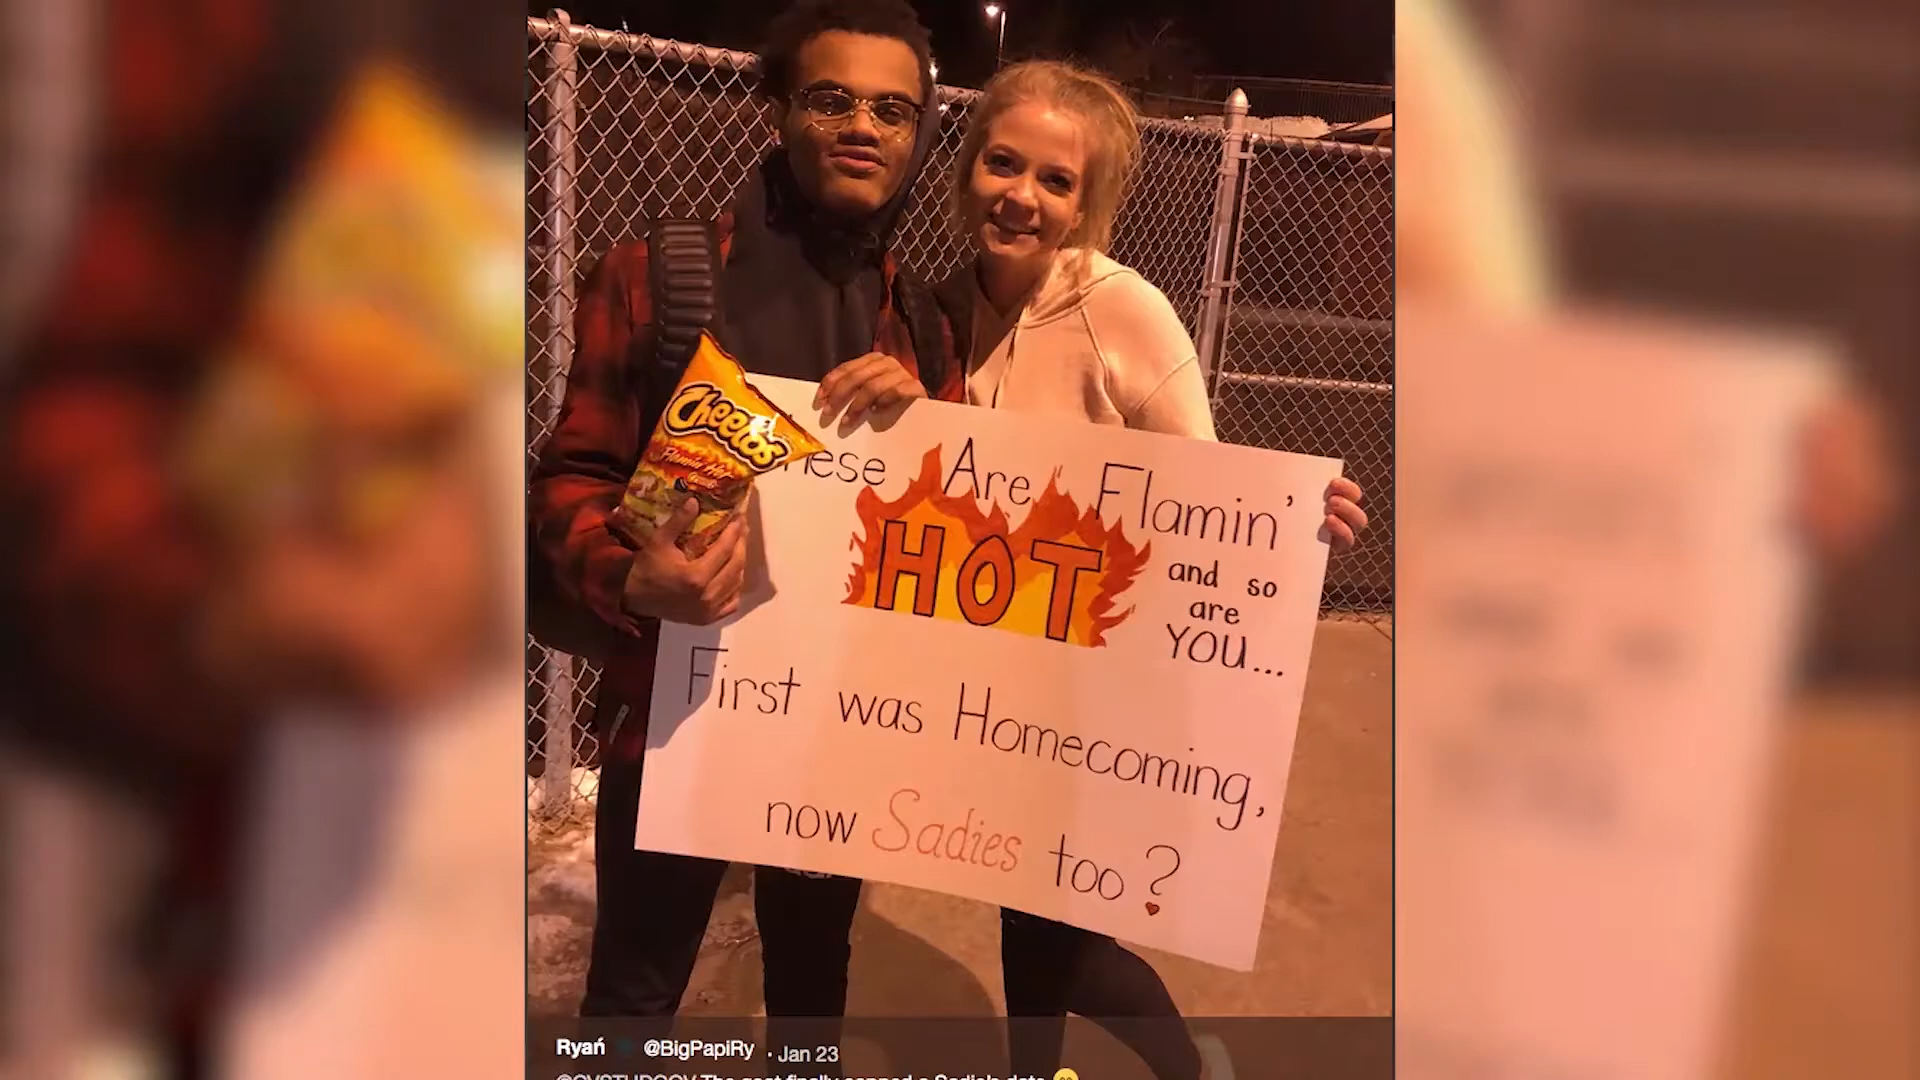 Cheetos
Flamin' Hot
hese Are Flamin'
HOT
and so
are
YOU...
First was Homecoming,
now Sadies too?
Ryań @BigPapiRy · Jan 23